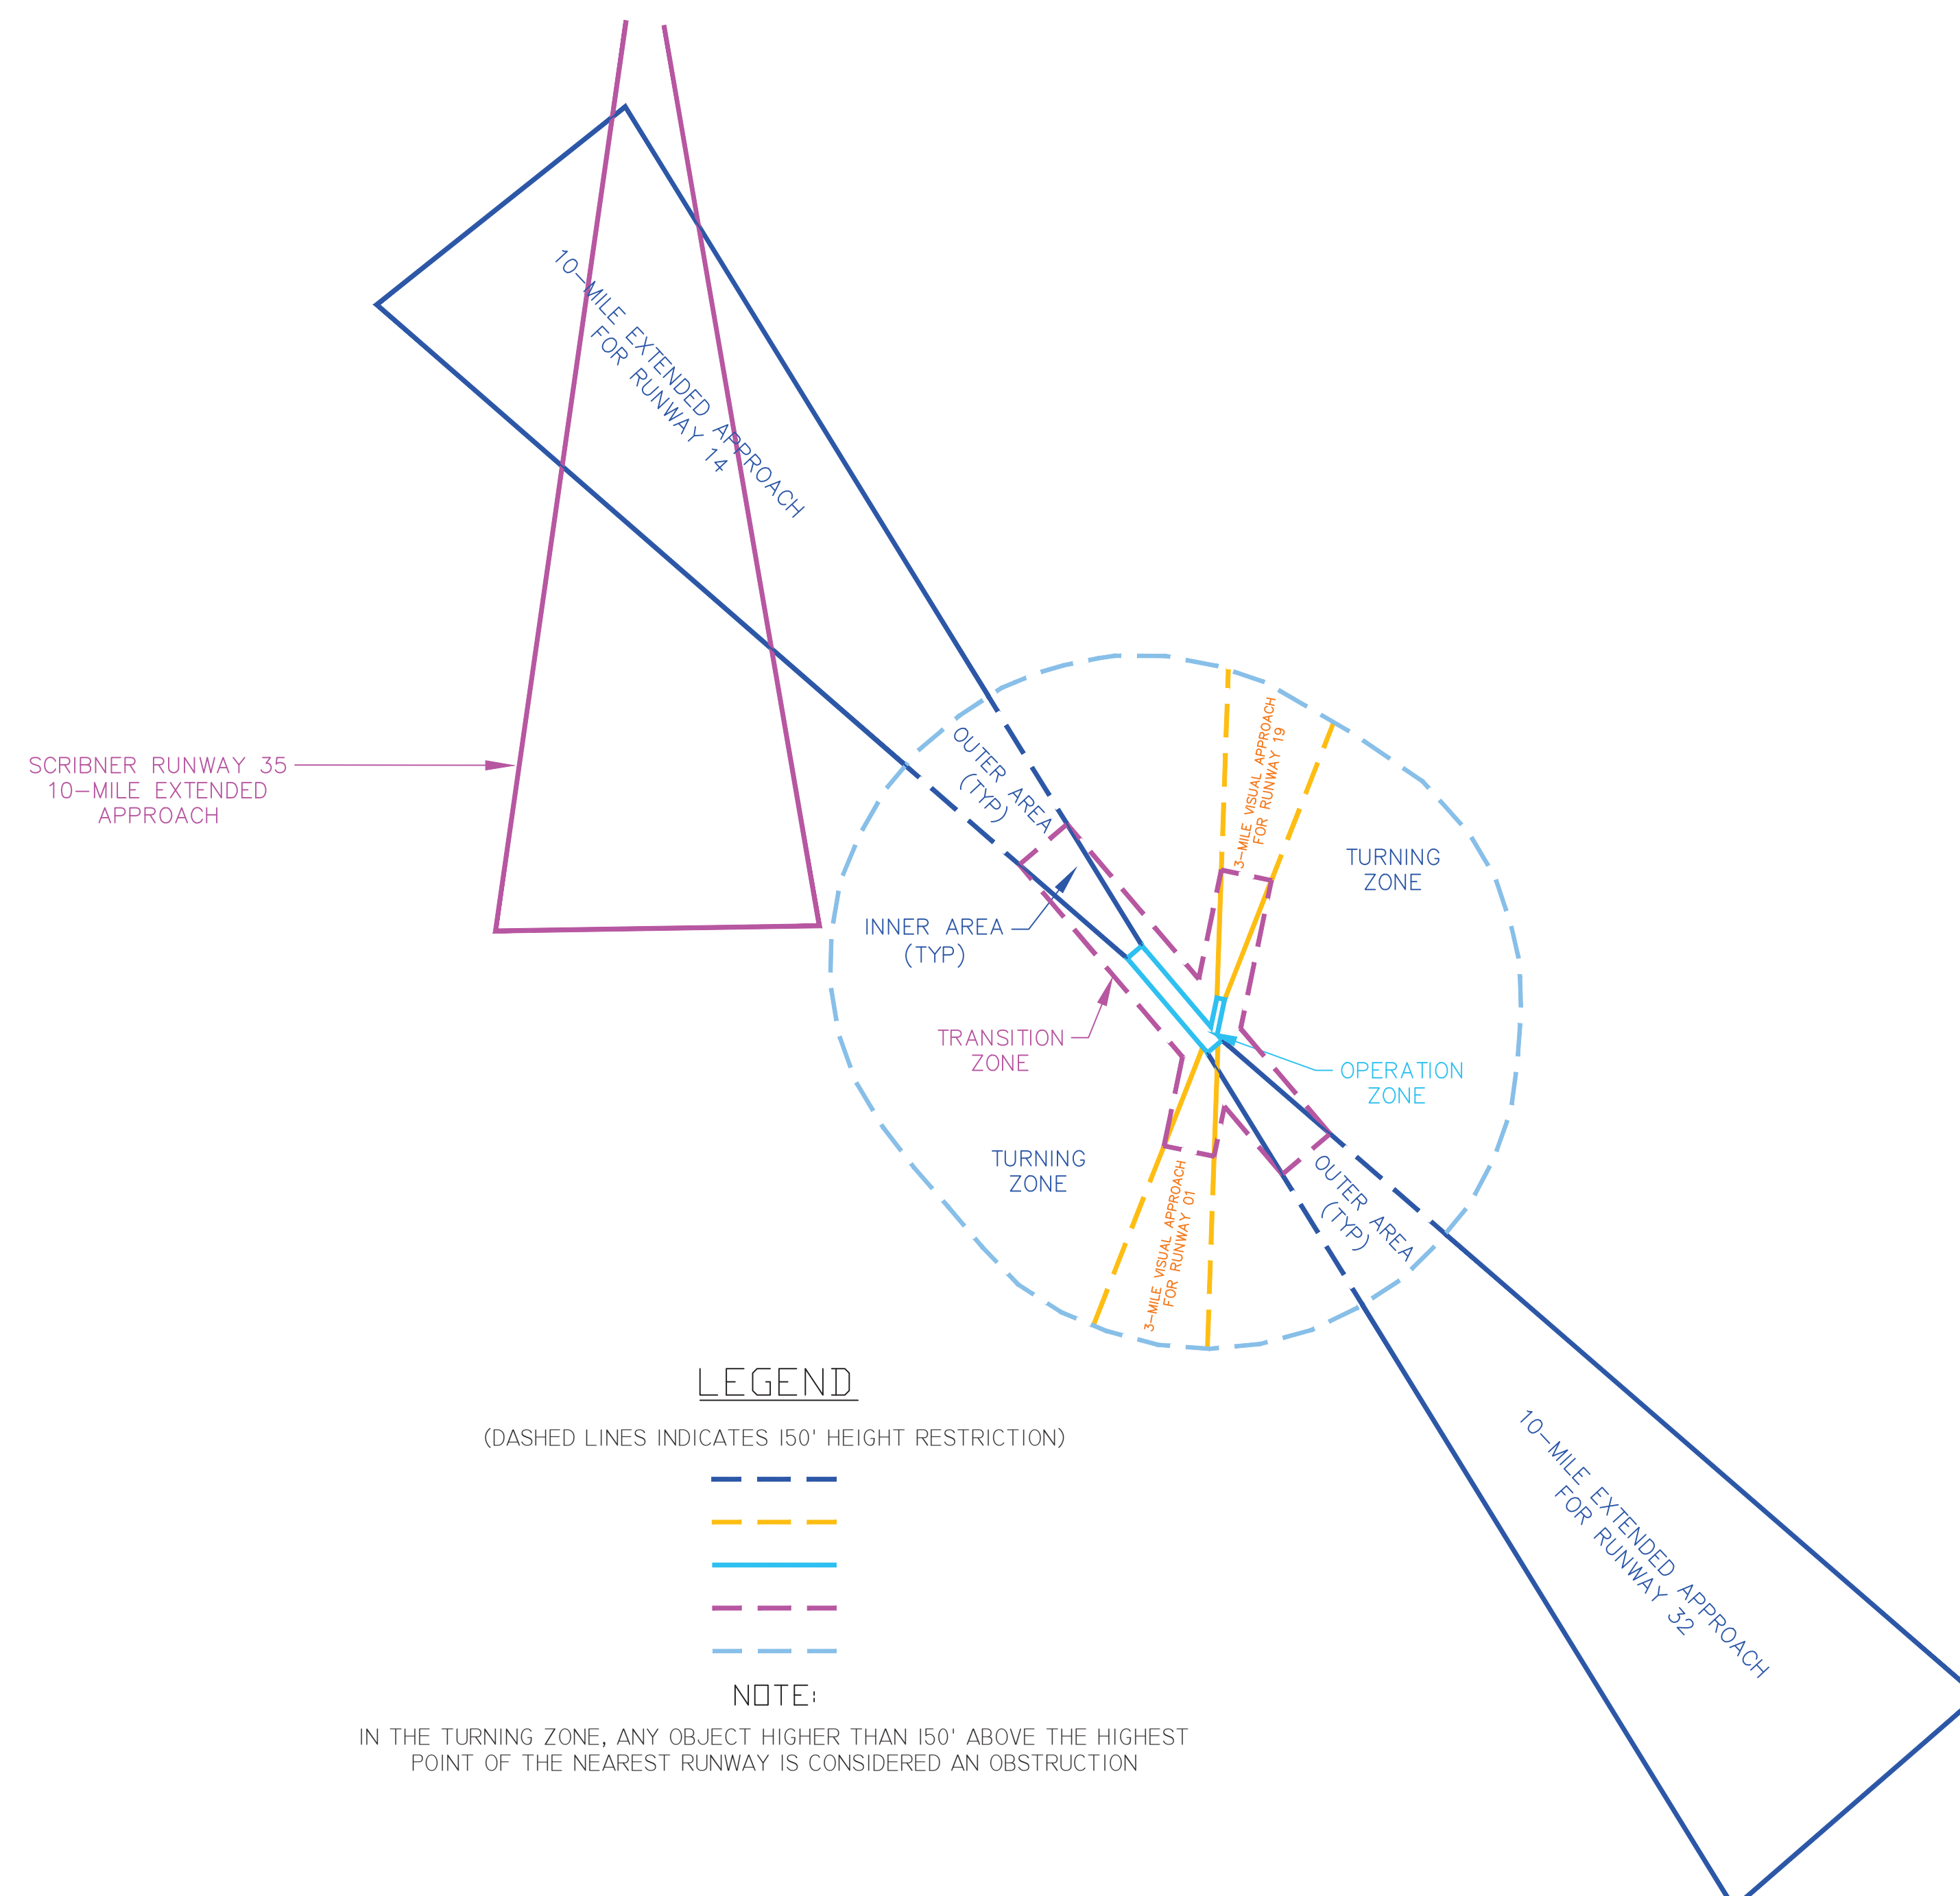 10-MILE EXTENDED APPROACH
FOR RUNWAY 14
SCRIBNER RUNWAY 35
10-MILE EXTENDED
APPROACH
OUTER AREA
(TYP)
3-MILE VISUAL APPROACH
FOR RUNWAY 19
TURNING
ZONE
INNER AREA
(TYP)
TRANSITION
ZONE
OPERATION
ZONE
TURNING
ZONE
3-MILE VISUAL APPROACH
FOR RUNWAY 01
OUTER AREA
(TYP)
10-MILE EXTENDED APPROACH
FOR RUNWAY 32
LEGEND
(DASHED LINES INDICATES 150' HEIGHT RESTRICTION)
NOTE:
IN THE TURNING ZONE, ANY OBJECT HIGHER THAN 150' ABOVE THE HIGHEST
POINT OF THE NEAREST RUNWAY IS CONSIDERED AN OBSTRUCTION